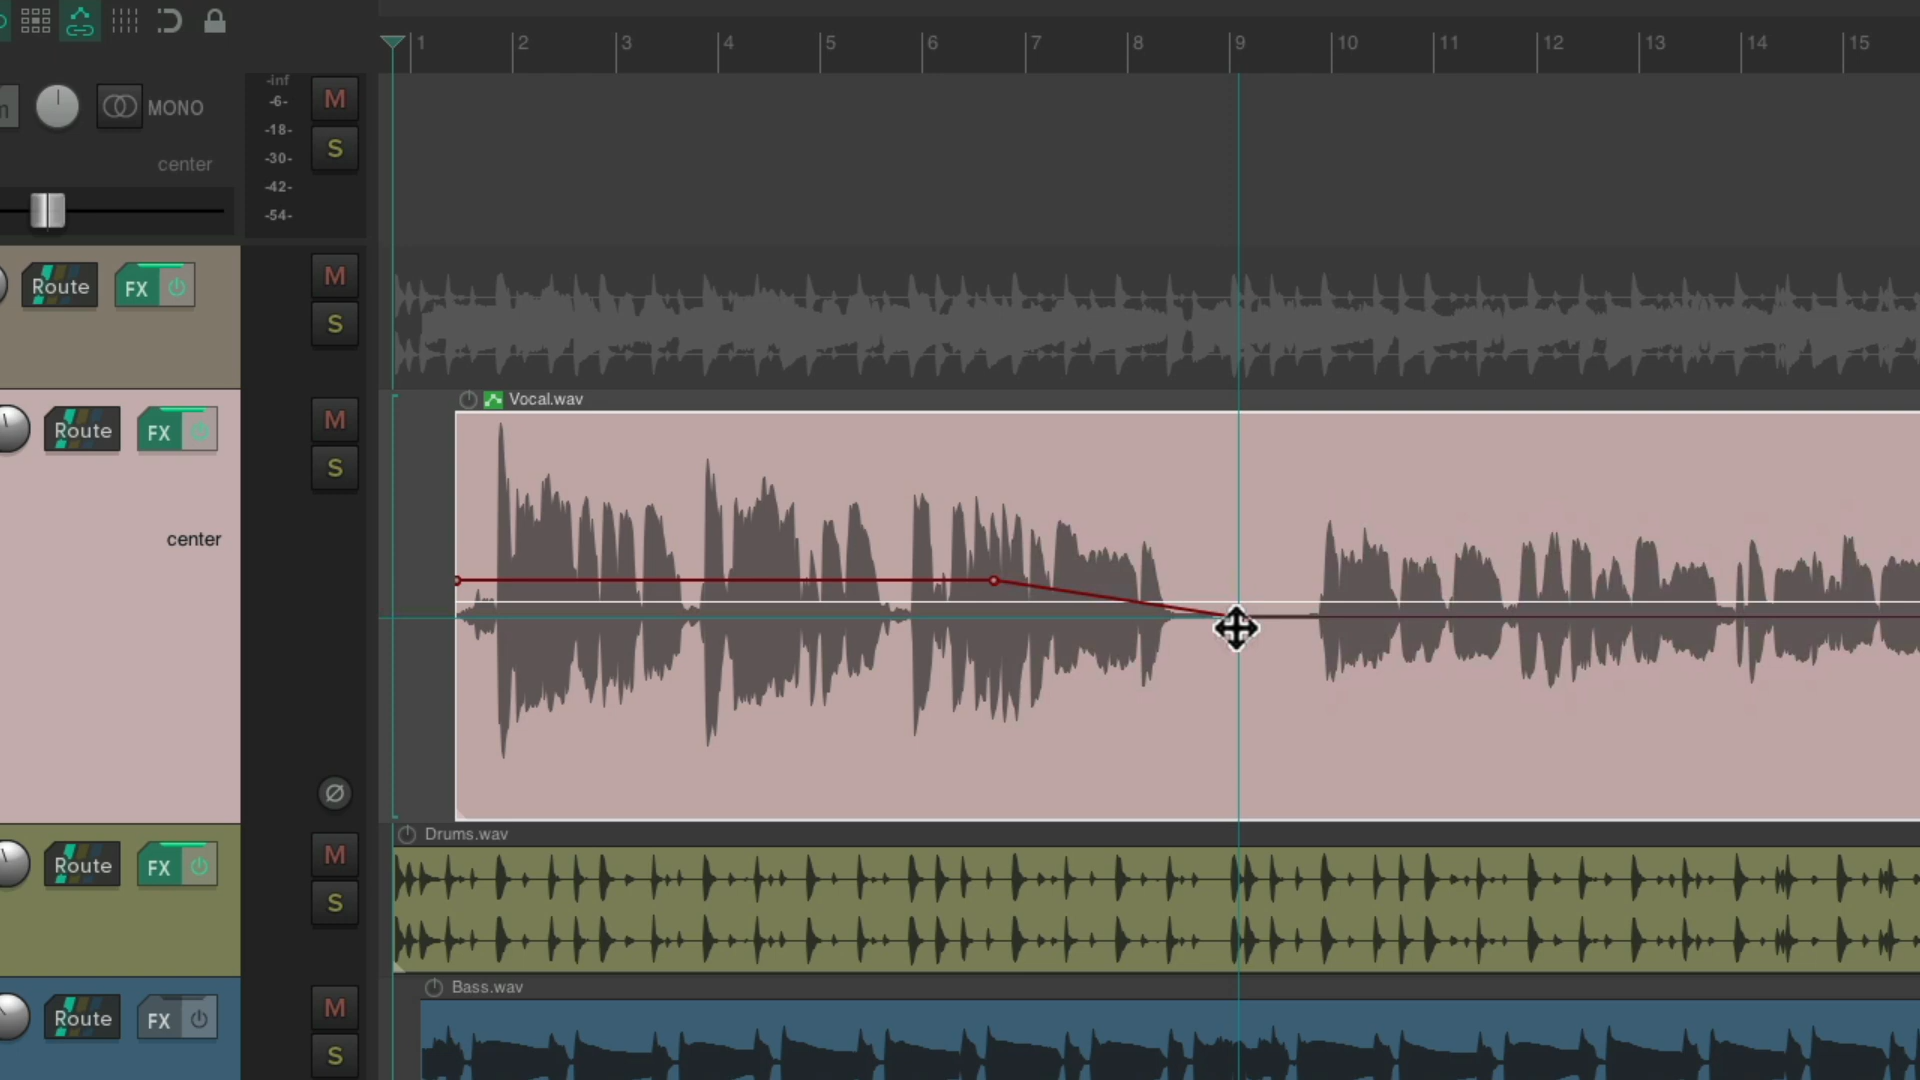 1 2 3 4 5 6 7 8 9 10 11 12 13 14 15
-inf
-6-
-18-
-30-
-42-
-54-
M
S
MONO
center
Route FX
M
S
Vocal.wav
Route FX
M
S
center
Drums.wav
Route FX
M
S
Bass.wav
Route FX
M
S